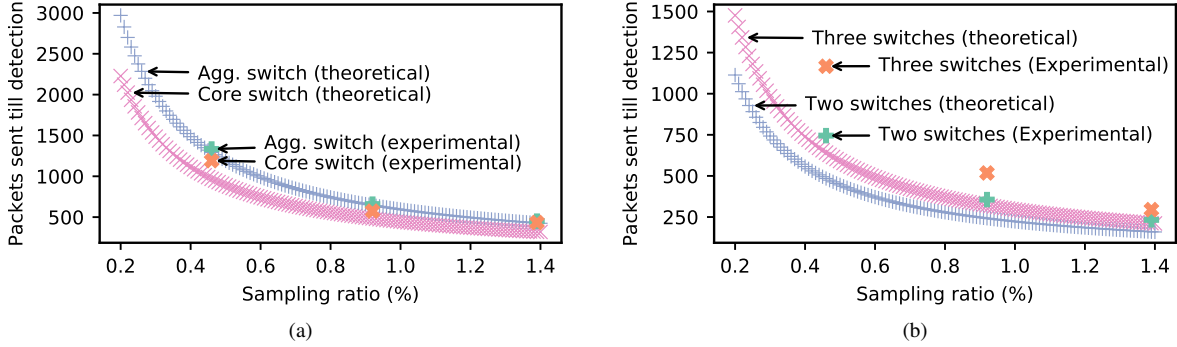 Packets sent till detection
3000
2500
2000
1500
1000
500
Agg. switch (theoretical)
Core switch (theoretical)
Agg. switch (experimental)
Core switch (experimental)
0.2 0.4 0.6 0.8 1.0 1.2 1.4
Sampling ratio (%)
(a)
Packets sent till detection
1500
1250
1000
750
500
250
Three switches (theoretical)
Three switches (Experimental)
Two switches (theoretical)
Two switches (Experimental)
0.2 0.4 0.6 0.8 1.0 1.2 1.4
Sampling ratio (%)
(b)